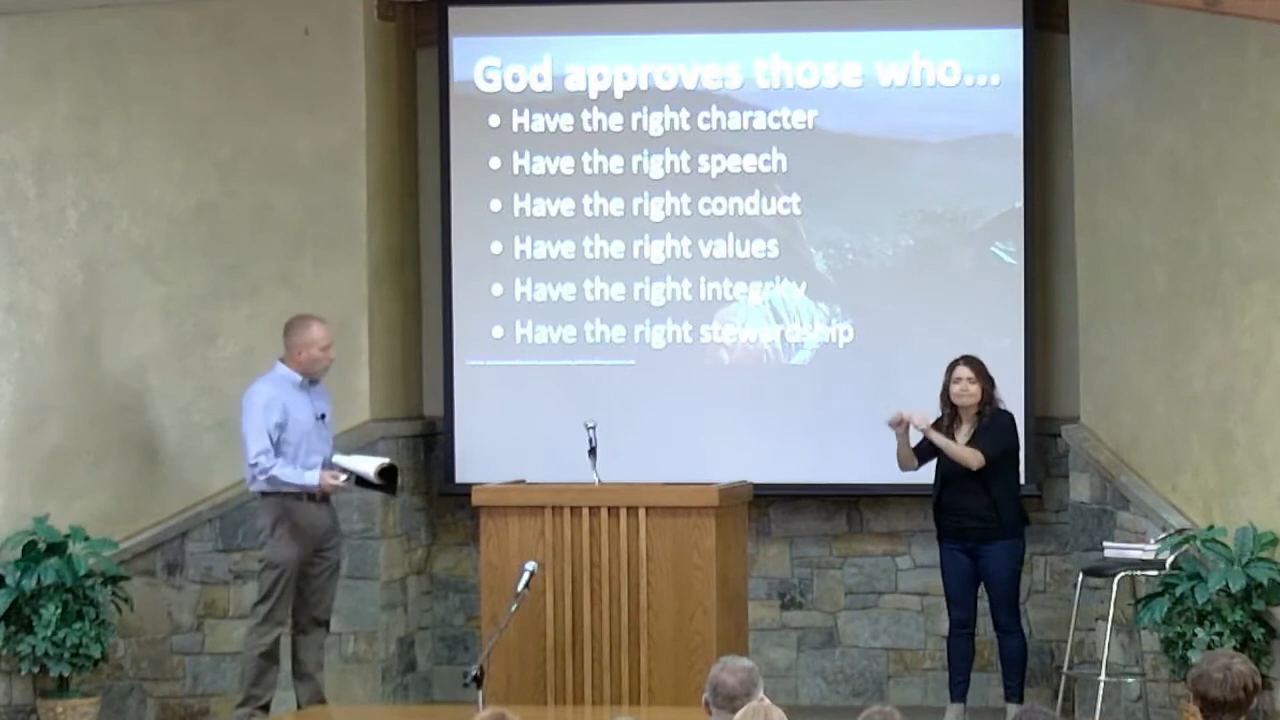 God approves those who...
• Have the right character
• Have the right speech
• Have the right conduct
• Have the right values
• Have the right integrity
• Have the right stewardship